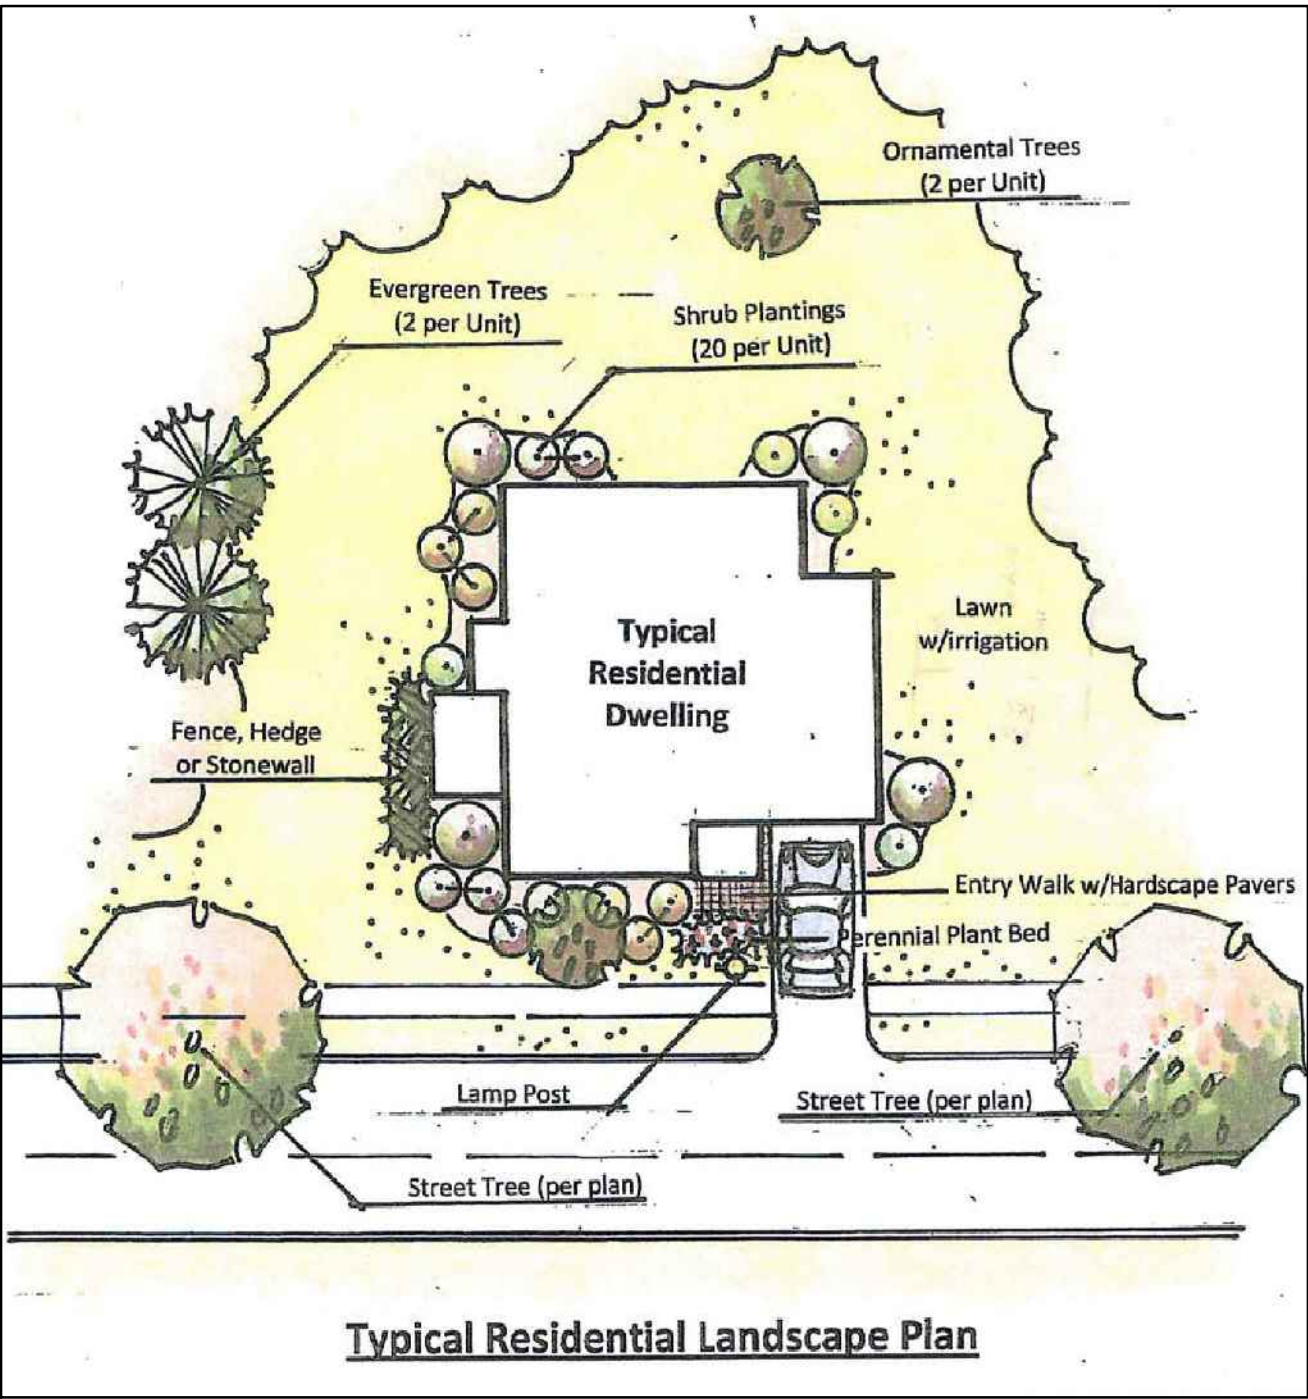 Ornamental Trees
(2 per Unit)
Evergreen Trees
(2 per Unit)
Shrub Plantings
(20 per Unit)
Typical
Residential
Dwelling
Lawn
w/irrigation
Fence, Hedge
or Stonewall
Entry Walk w/Hardscape Pavers
Perennial Plant Bed
Lamp Post
Street Tree (per plan)
Street Tree (per plan)
Typical Residential Landscape Plan